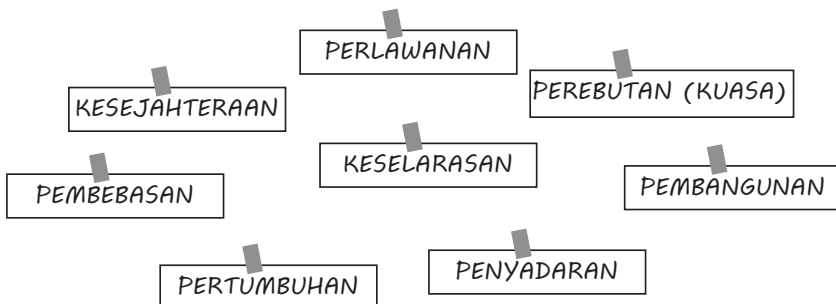 PERLAWANAN
PEREBUTAN (KUASA)
KESEJAHTERAAN
KESELARASAN
PEMBEBASAN
PEMBANGUNAN
PERTUMBUHAN
PENYADARAN